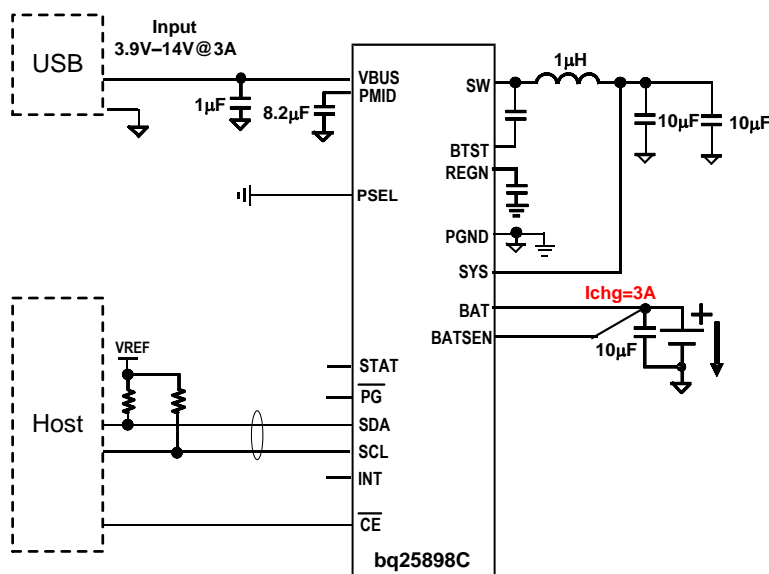 Input
3.9V–14V@3A
USB
1µF
8.2µF
VBUS
PMID
PSEL
STAT
PG
SDA
SCL
INT
CE
SW
BTST
REGN
PGND
SYS
BAT
BATSEN
bq25898C
1µH
10µF
10µF
Ichg=3A
+
10µF
VREF
Host